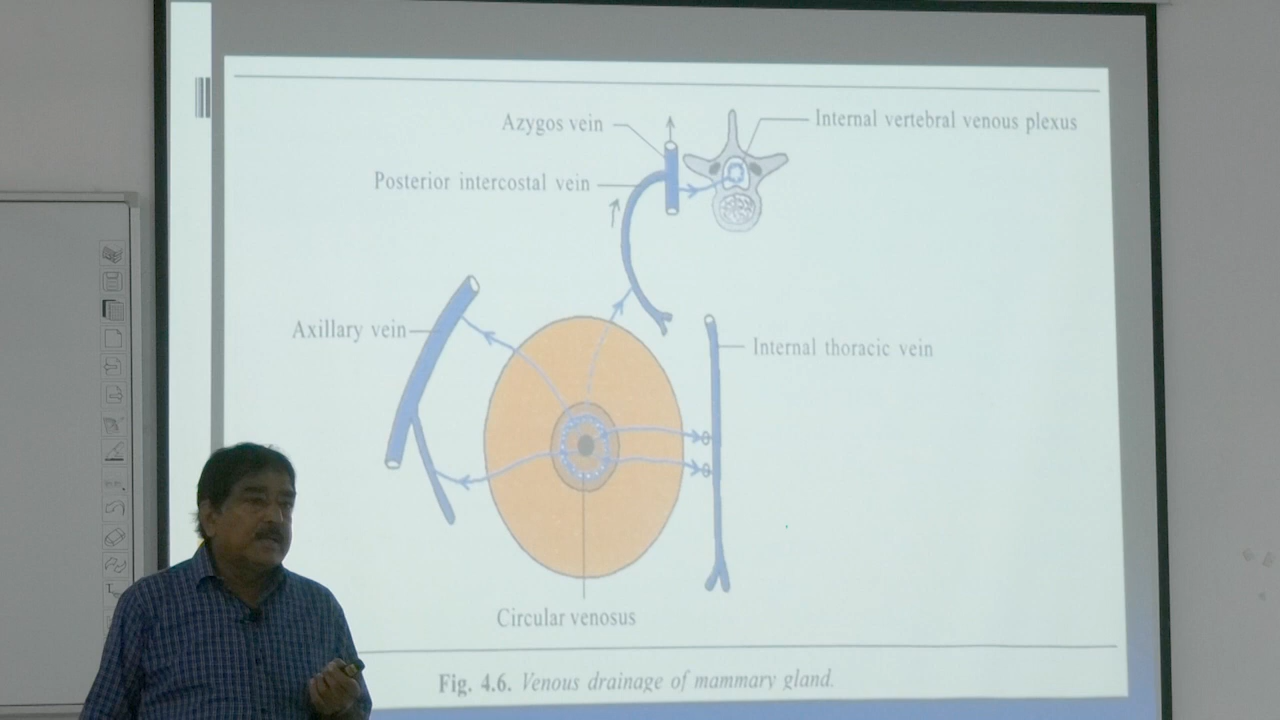 Azygos vein
Internal vertebral venous plexus
Posterior intercostal vein
Axillary vein
Internal thoracic vein
Circular venosus
Fig. 4.6. Venous drainage of mammary gland.